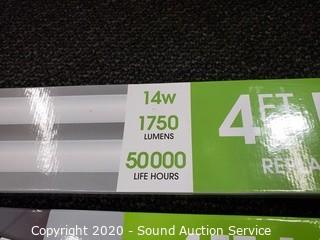 14w
1750
LUMENS
50000
LIFE HOURS
4FT
Copyright 2020 - Sound Auction Service